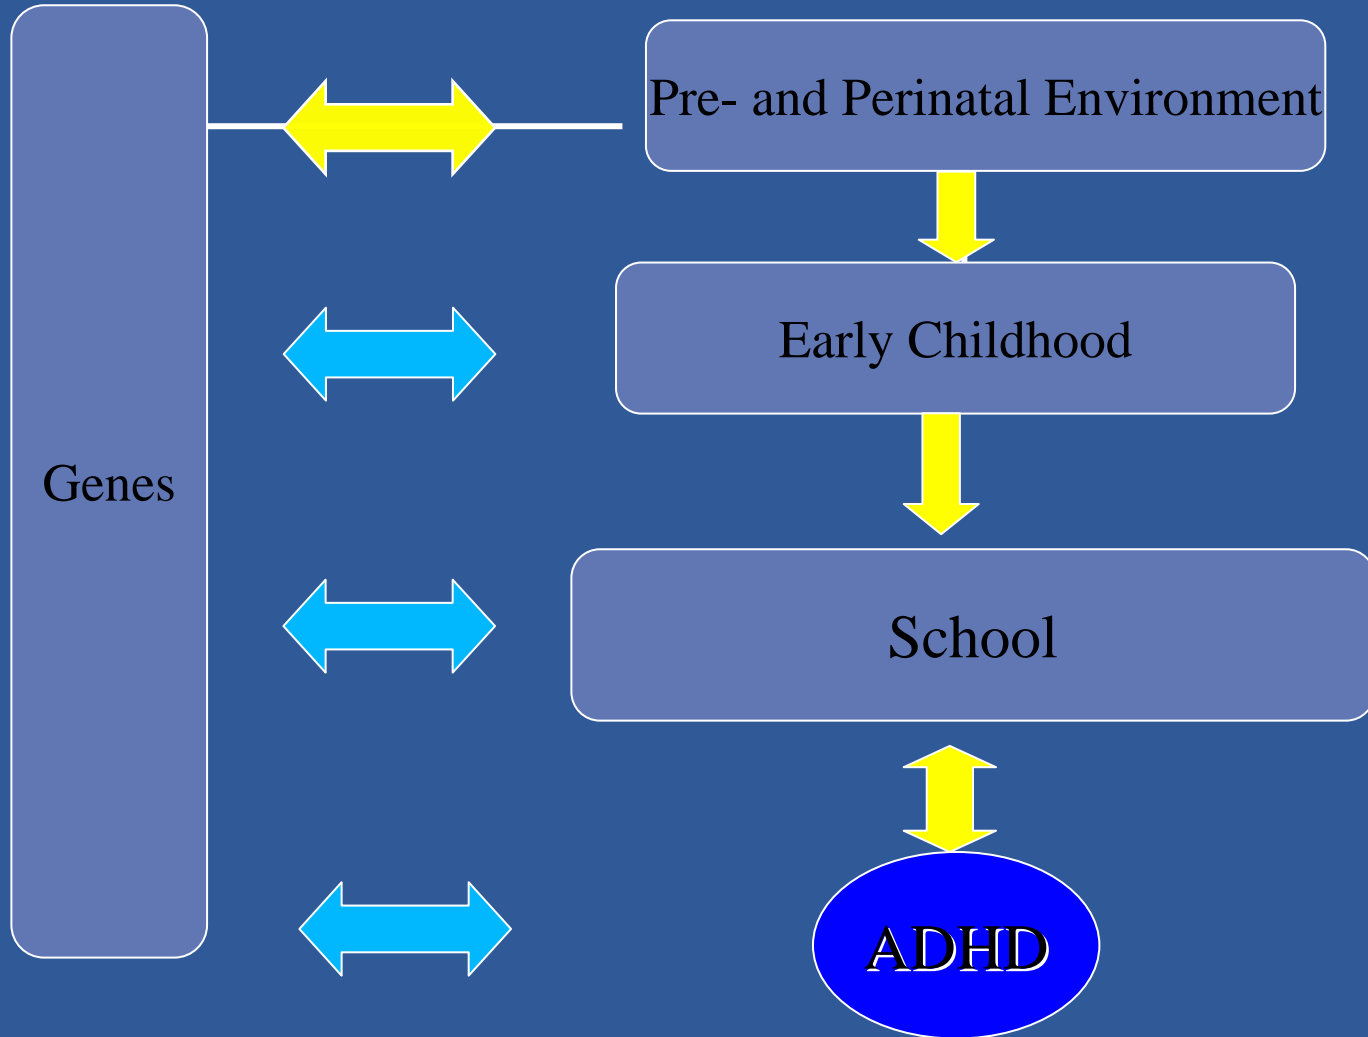 Pre- and Perinatal Environment
Early Childhood
Genes
School
ADHD